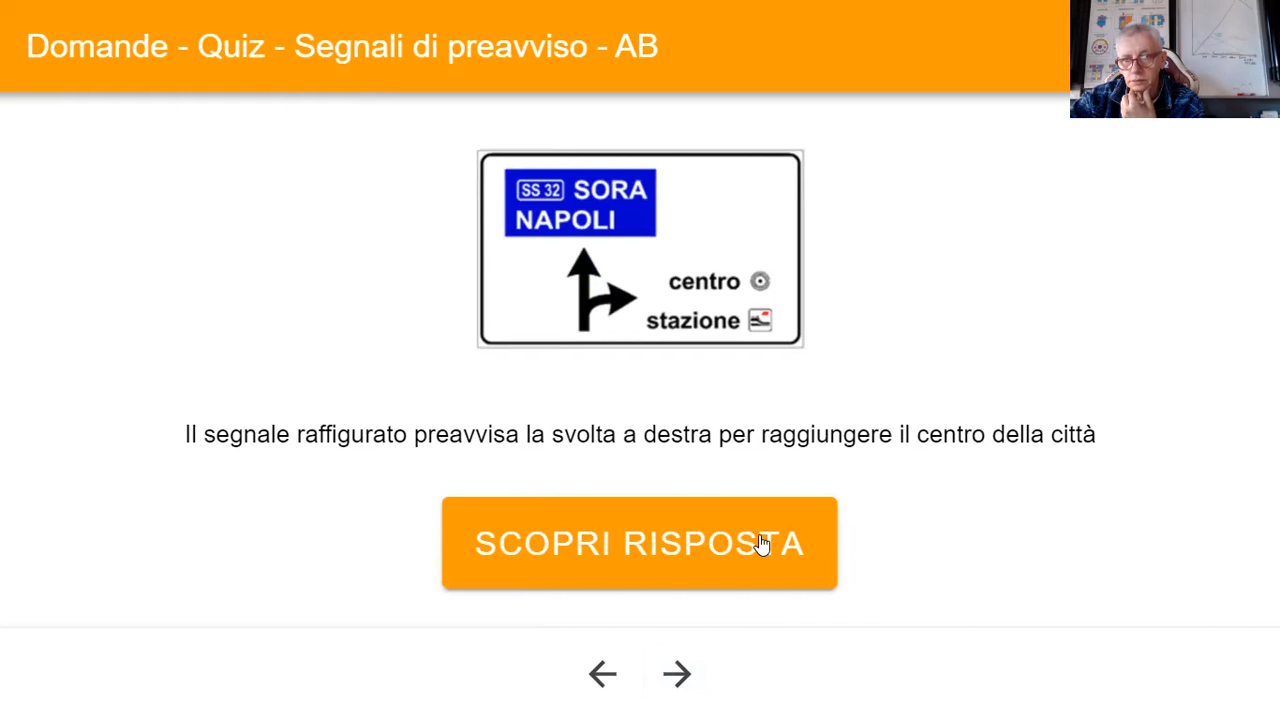 Domande - Quiz - Segnali di preavviso - AB
SS 32 SORA
NAPOLI
centro
stazione
Il segnale raffigurato preavvisa la svolta a destra per raggiungere il centro della città
SCOPRI RISPOSTA